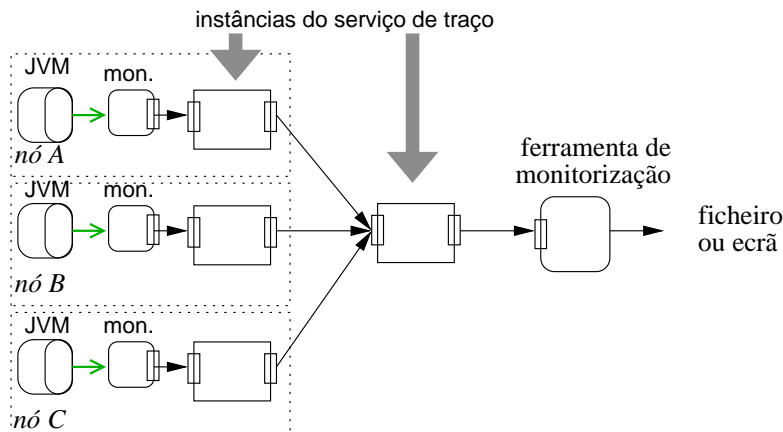 instâncias do serviço de traço
JVM
mon.
nó A
JVM
mon.
nó B
JVM
mon.
nó C
ferramenta de
monitorização
ficheiro
ou ecrã